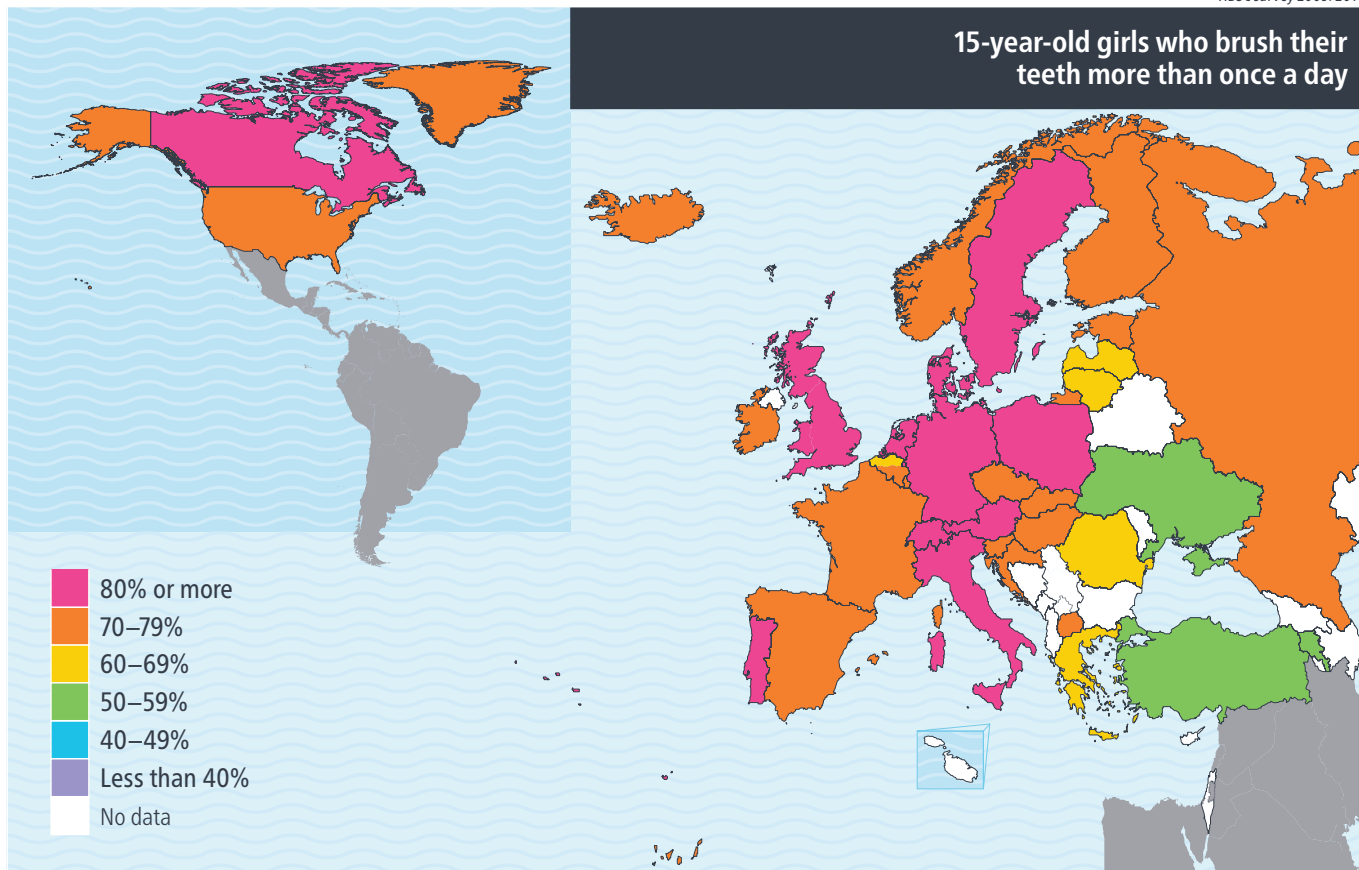 15-year-old girls who brush their
teeth more than once a day
80% or more
70–79%
60–69%
50–59%
40–49%
Less than 40%
No data